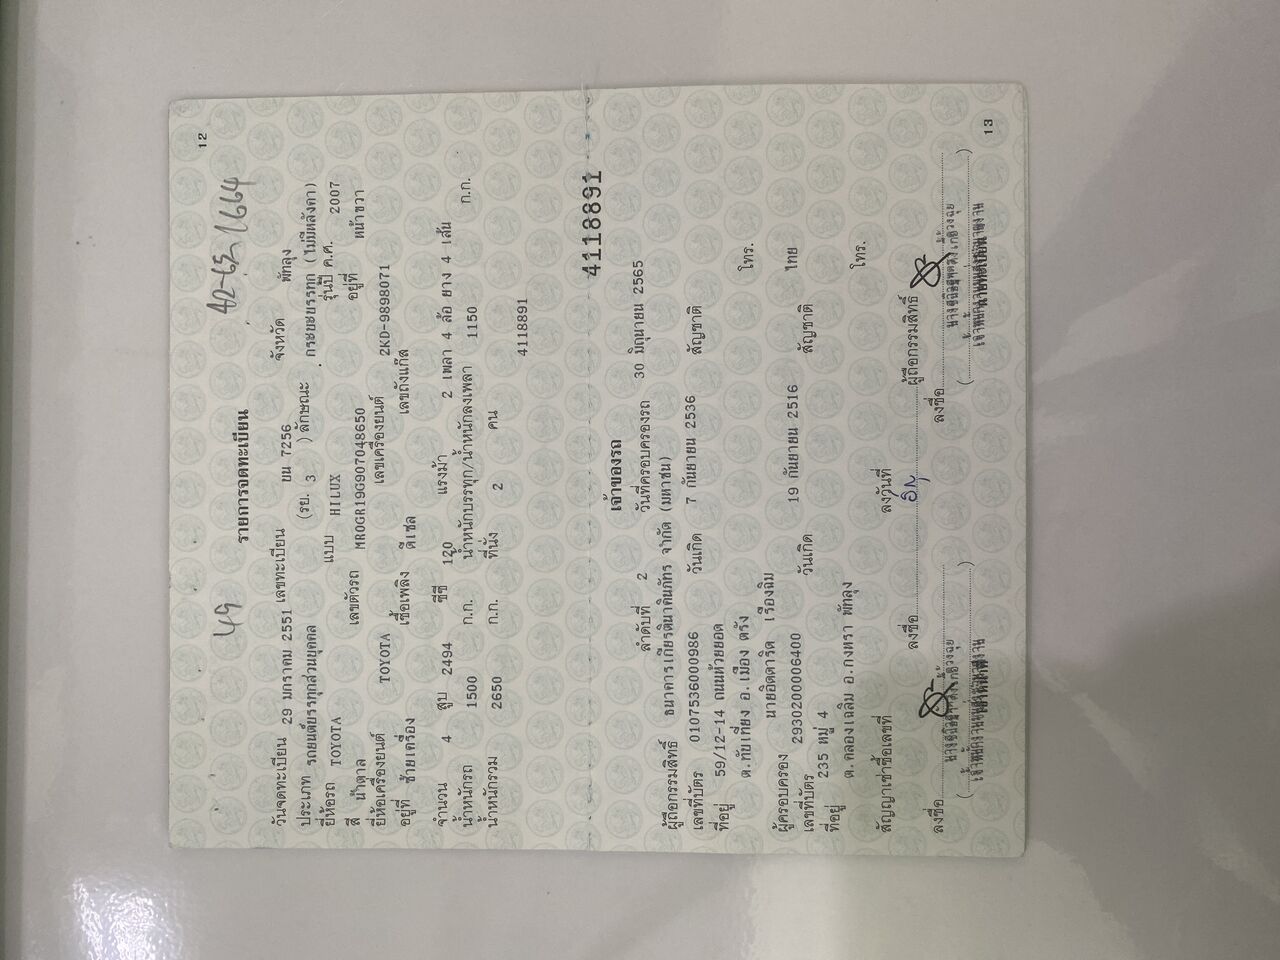 12
49
42-65-1664
รายการจดทะเบียน
วันจดทะเบียน 29 มกราคม 2551 เลขทะเบียน ยน 7256 จังหวัด พัทลุง
ประเภท รถยนต์บรรทุกส่วนบุคคล (รย. 3 ) ลักษณะ . กระบะบรรทุก (ไม่มีหลังคา)
ยี่ห้อรถ TOYOTA แบบ HILUX รุ่นปี ค.ศ. 2007
สี น้ำตาล เลขตัวรถ MR0GR19G907048650 อยู่ที่ หน้าขวา
ยี่ห้อเครื่องยนต์ TOYOTA เลขเครื่องยนต์ 2KD-9898071
อยู่ที่ ซ้ายเครื่อง เชื้อเพลิง ดีเซล เลขถังแก๊ส
จำนวน 4 สูบ 2494 ซีซี 120 แรงม้า 2 เพลา 4 ล้อ ยาง 4 เส้น
น้ำหนักรถ 1500 ก.ก. น้ำหนักบรรทุก/น้ำหนักลงเพลา 1150 ก.ก.
น้ำหนักรวม 2650 ก.ก. ที่นั่ง 2 คน
4118891
4118891
เจ้าของรถ
ลำดับที่ 2 วันที่ครอบครองรถ 30 มิถุนายน 2565
ผู้ถือกรรมสิทธิ์ ธนาคารเกียรตินาคินภัทร จำกัด (มหาชน)
เลขที่บัตร 0107536000986 วันเกิด 7 กันยายน 2536 สัญชาติ
ที่อยู่ 59/12-14 ถนนห้วยยอด
ต.ทับเที่ยง อ.เมือง ตรัง โทร.
ผู้ครอบครอง นายอิดดาริด เรืองฉิม
เลขที่บัตร 2930200006400 วันเกิด 19 กันยายน 2516 สัญชาติ ไทย
ที่อยู่ 235 หมู่ 4
ต.คลองเฉลิม อ.กงหรา พัทลุง โทร.
สัญญาเช่าซื้อเลขที่ ลงวันที่
ลงชื่อ ผู้ถือกรรมสิทธิ์
ลงชื่อ ลงชื่อ
13